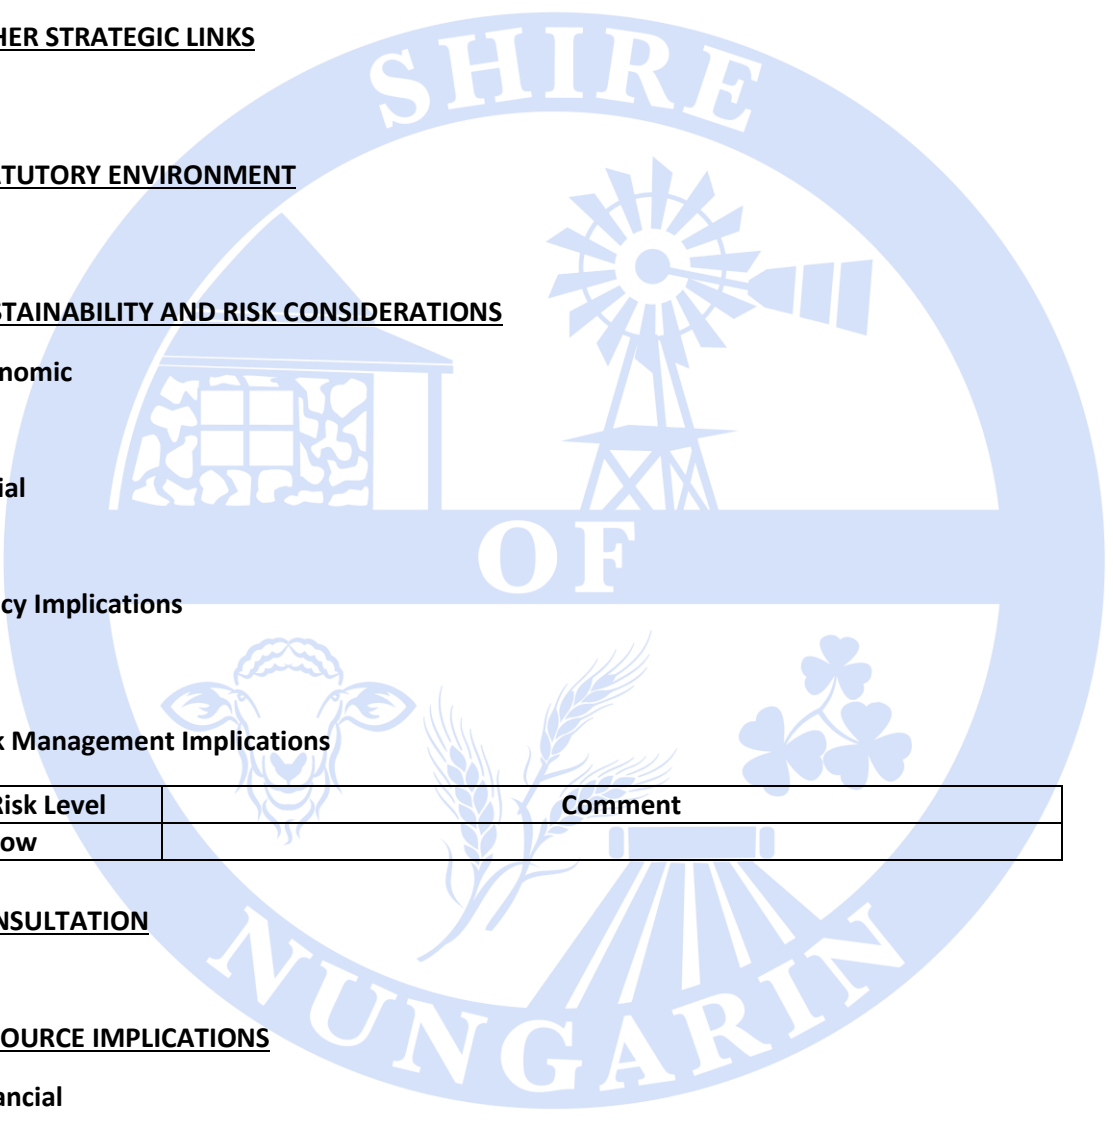 HER STRATEGIC LINKS
SHIRE
ATUTORY ENVIRONMENT
STAINABILITY AND RISK CONSIDERATIONS
nomic
ial
OF
cy Implications
k Management Implications
Risk Level Comment
ow
NSULTATION
NUNGARIN
OURCE IMPLICATIONS
ancial